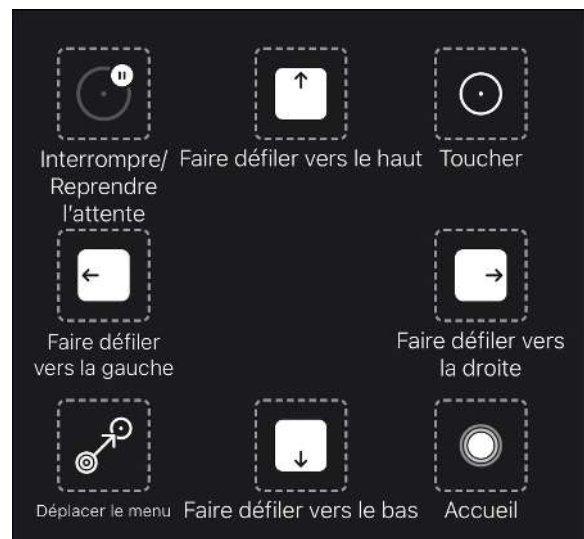 Interrompre/
Reprendre
l'attente
Faire défiler vers le haut
Toucher
Faire défiler
vers la gauche
Faire défiler vers
la droite
Déplacer le menu
Faire défiler vers le bas
Accueil